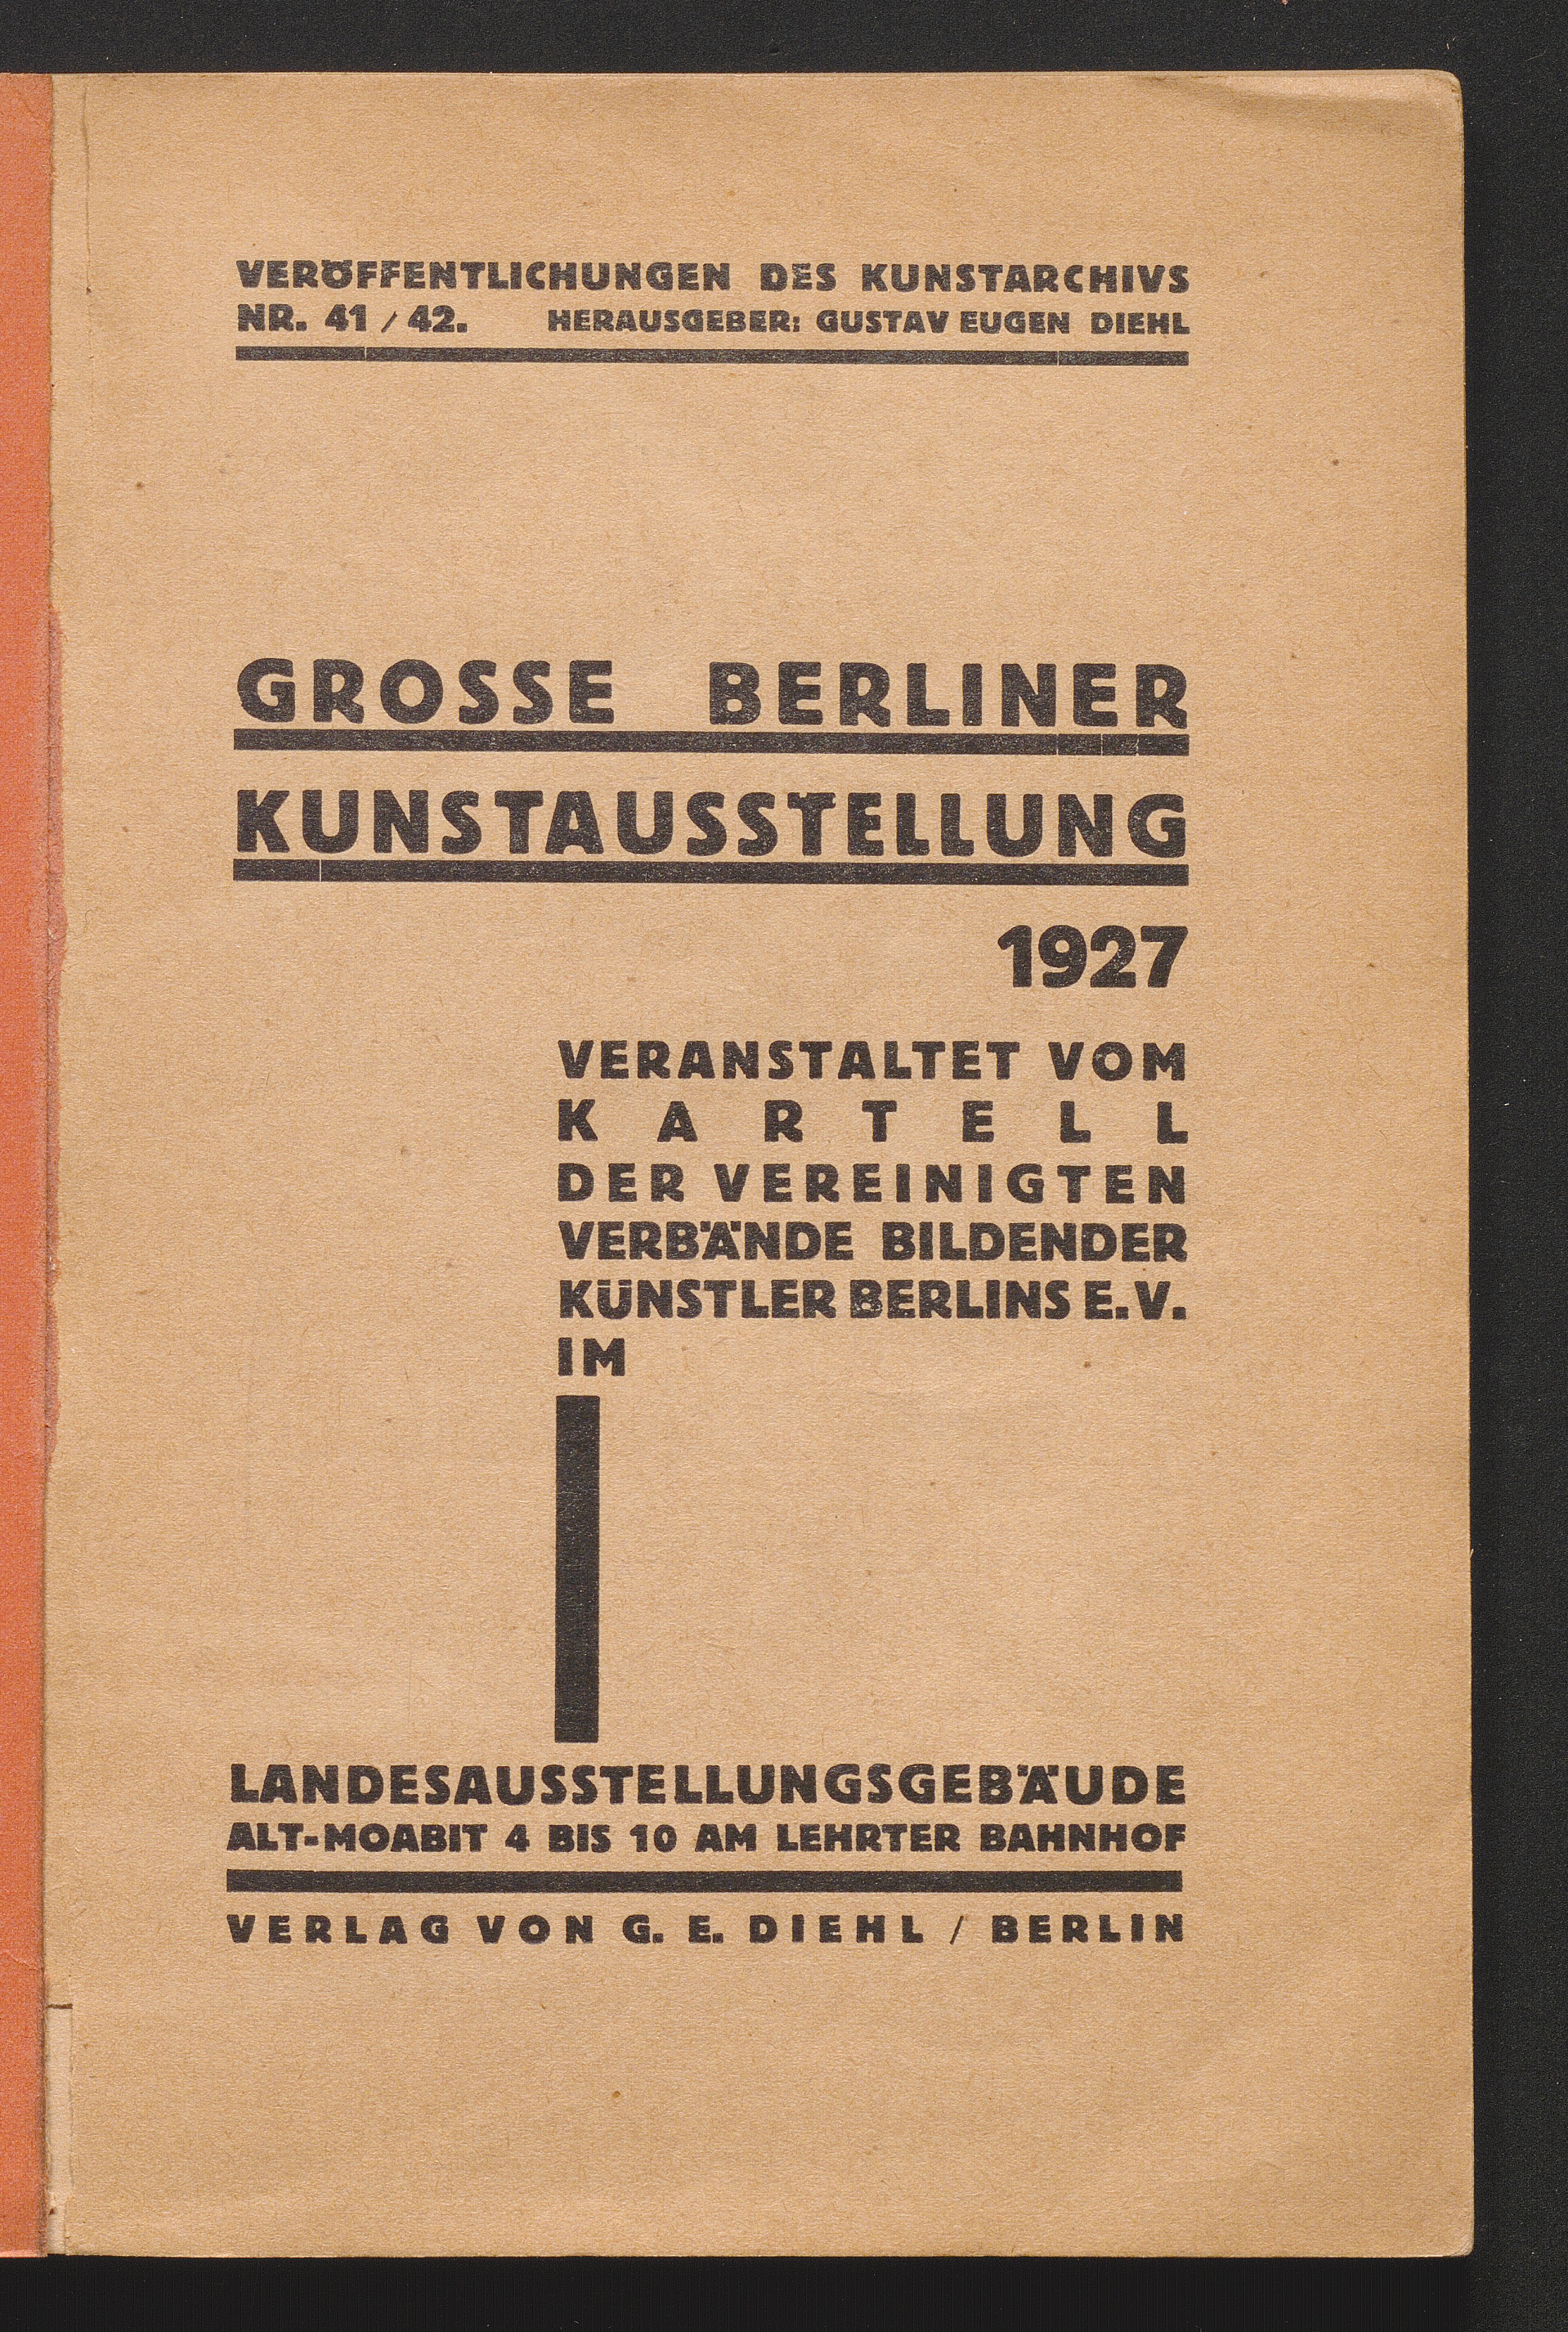 VERÖFFENTLICHUNGEN DES KUNSTARCHIVS
NR. 41 / 42. HERAUSGEBER: GUSTAV EUGEN DIEHL
GROSSE BERLINER
KUNSTAUSSTELLUNG
1927
VERANSTALTET VOM
KARTELL
DER VEREINIGTEN
VERBÄNDE BILDENDER
KÜNSTLER BERLINS E.V.
IM
LANDESAUSSTELLUNGSGEBÄUDE
ALT-MOABIT 4 BIS 10 AM LEHRTER BAHNHOF
VERLAG VON G. E. DIEHL / BERLIN